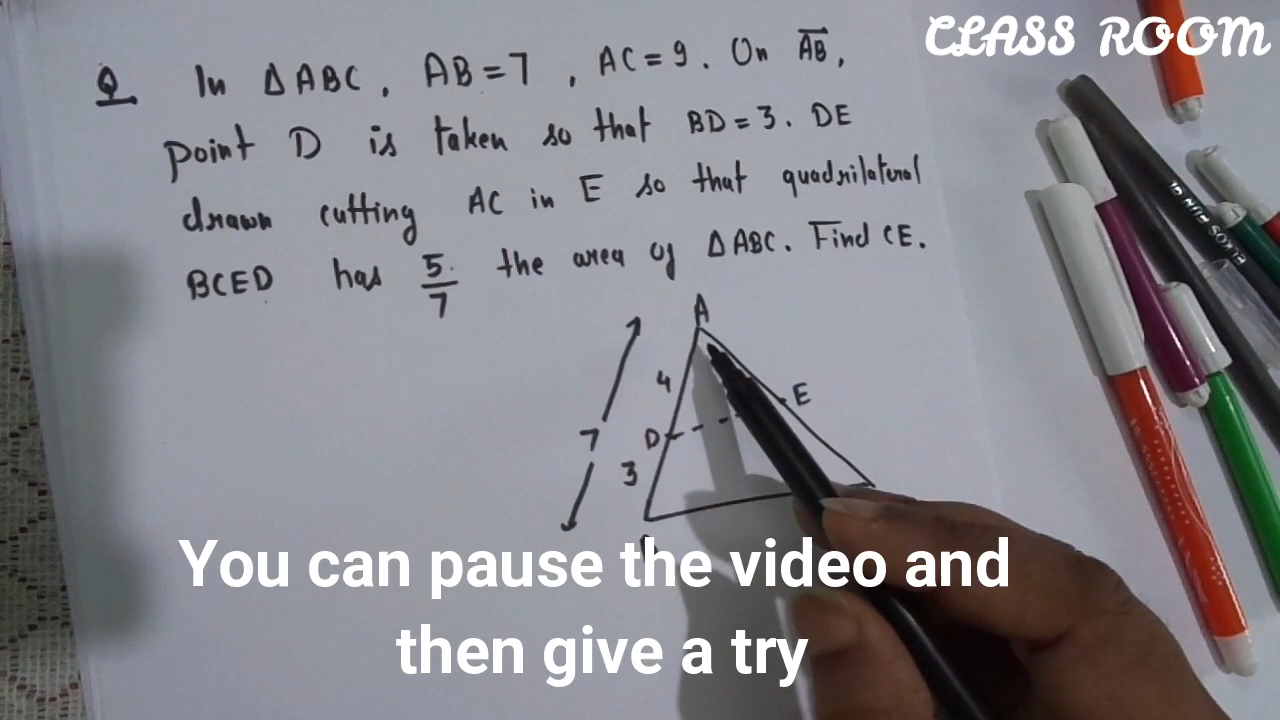 CLASS ROOM
Q In ΔABC, AB=7, AC=9. On AB,
point D is taken so that BD=3. DE
drawn cutting AC in E so that quadrilateral
BCED has 5/7 the area of ΔABC. Find CE.
A
4
E
7
D
3
You can pause the video and
then give a try